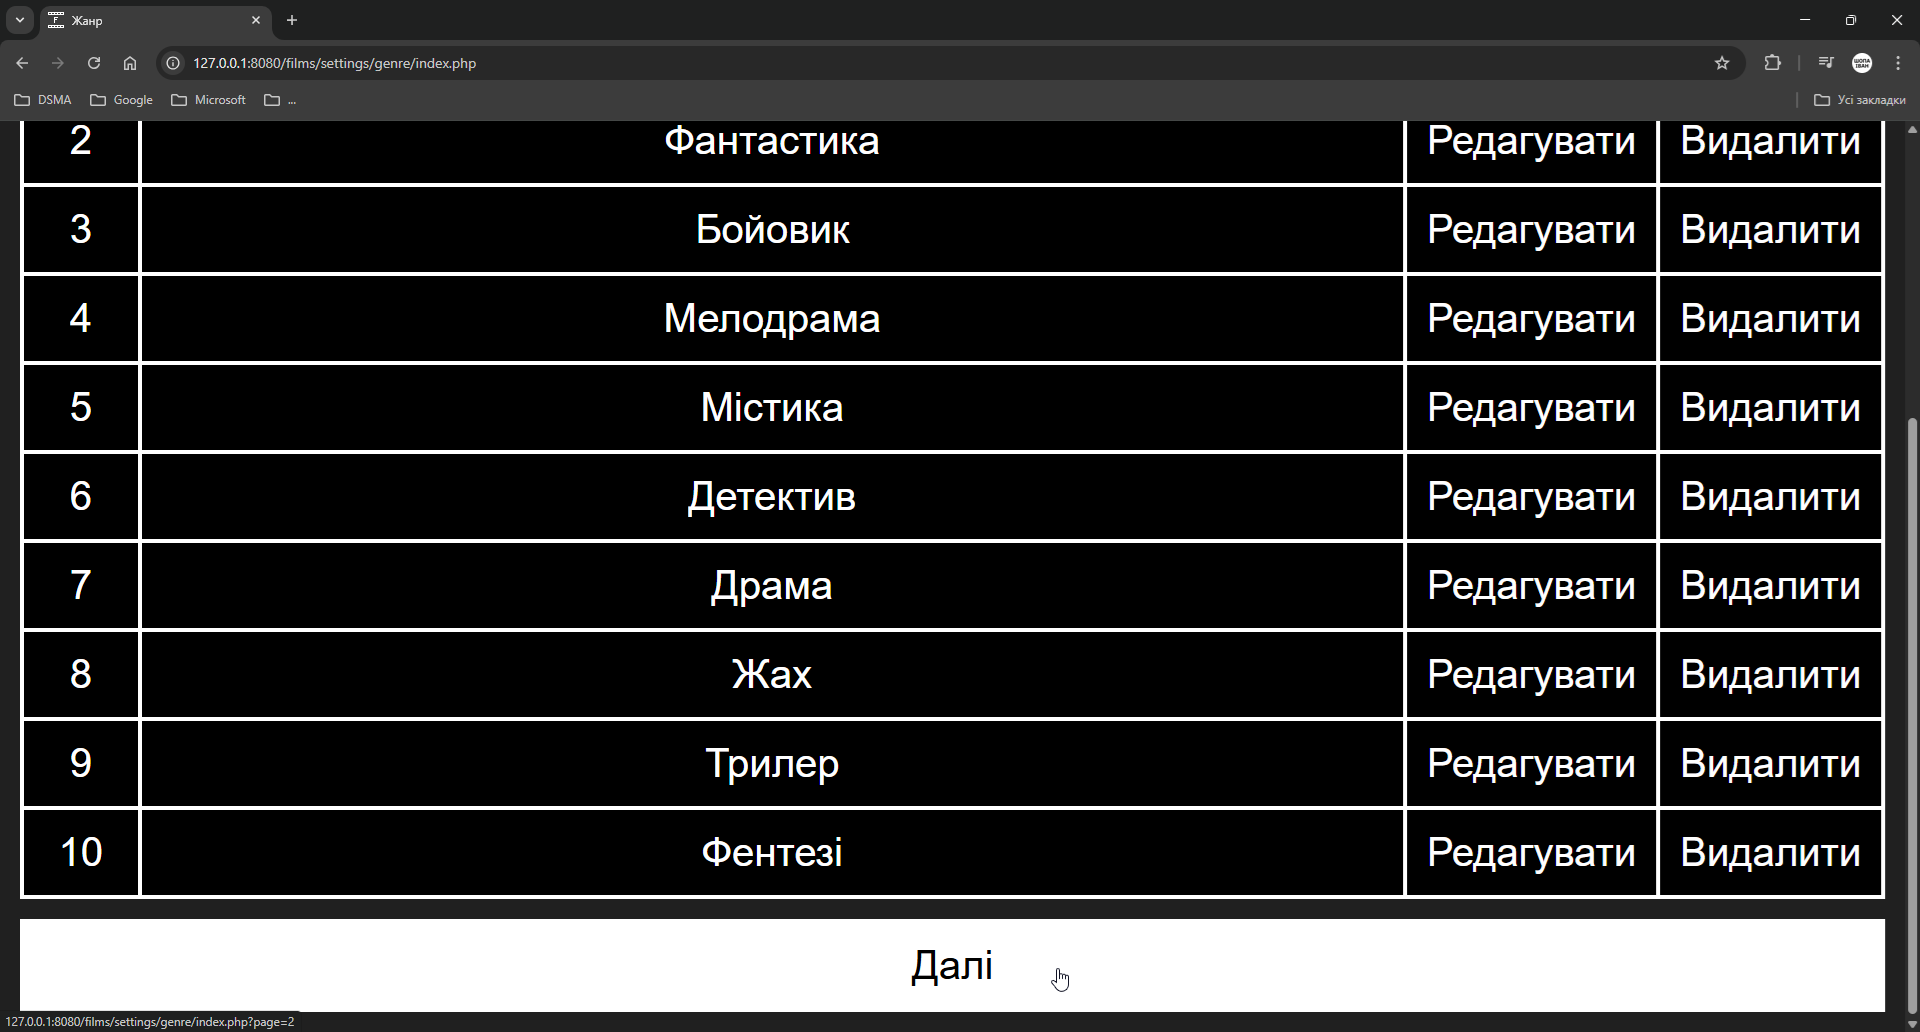 Жанр
127.0.0.1:8080/films/settings/genre/index.php
DSMA Google Microsoft ... Усі закладки
2 Фантастика Редагувати Видалити
3 Бойовик Редагувати Видалити
4 Мелодрама Редагувати Видалити
5 Містика Редагувати Видалити
6 Детектив Редагувати Видалити
7 Драма Редагувати Видалити
8 Жах Редагувати Видалити
9 Трилер Редагувати Видалити
10 Фентезі Редагувати Видалити
Далі
127.0.0.1:8080/films/settings/genre/index.php?page=2